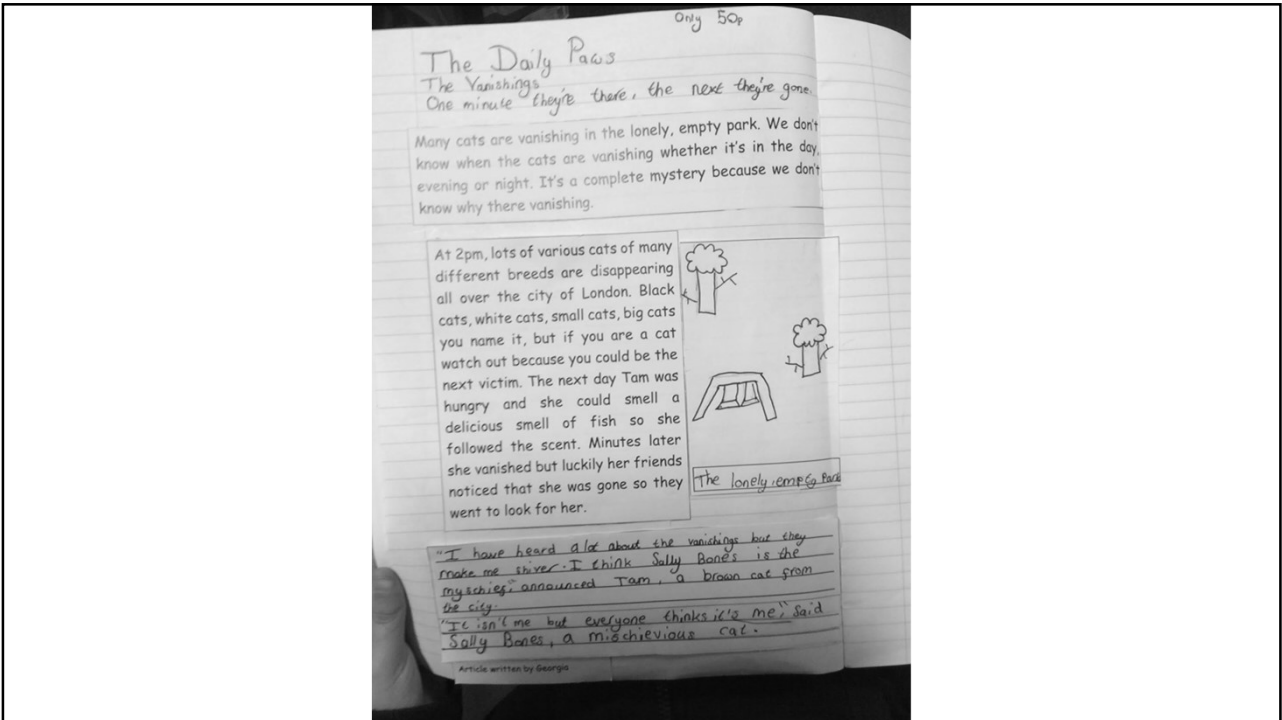 Only 50p
The Daily Paws
The Vanishings
One minute they're there, the next they're gone.
Many cats are vanishing in the lonely, empty park. We don't
know when the cats are vanishing whether it's in the day,
evening or night. It's a complete mystery because we don't
know why there vanishing.
At 2pm, lots of various cats of many
different breeds are disappearing
all over the city of London. Black
cats, white cats, small cats, big cats
you name it, but if you are a cat
watch out because you could be the
next victim. The next day Tam was
hungry and she could smell a
delicious smell of fish so she
followed the scent. Minutes later
she vanished but luckily her friends
noticed that she was gone so they
went to look for her.
The lonely, empty Park
"I have heard alot about the vanishings but they
make me shiver. I think Sally Bones is the
myschief," announced Tam, a brown cat from
the city.
"It isn't me but everyone thinks it's me," said
Sally Bones, a mischievious cat.
Article written by Georgia